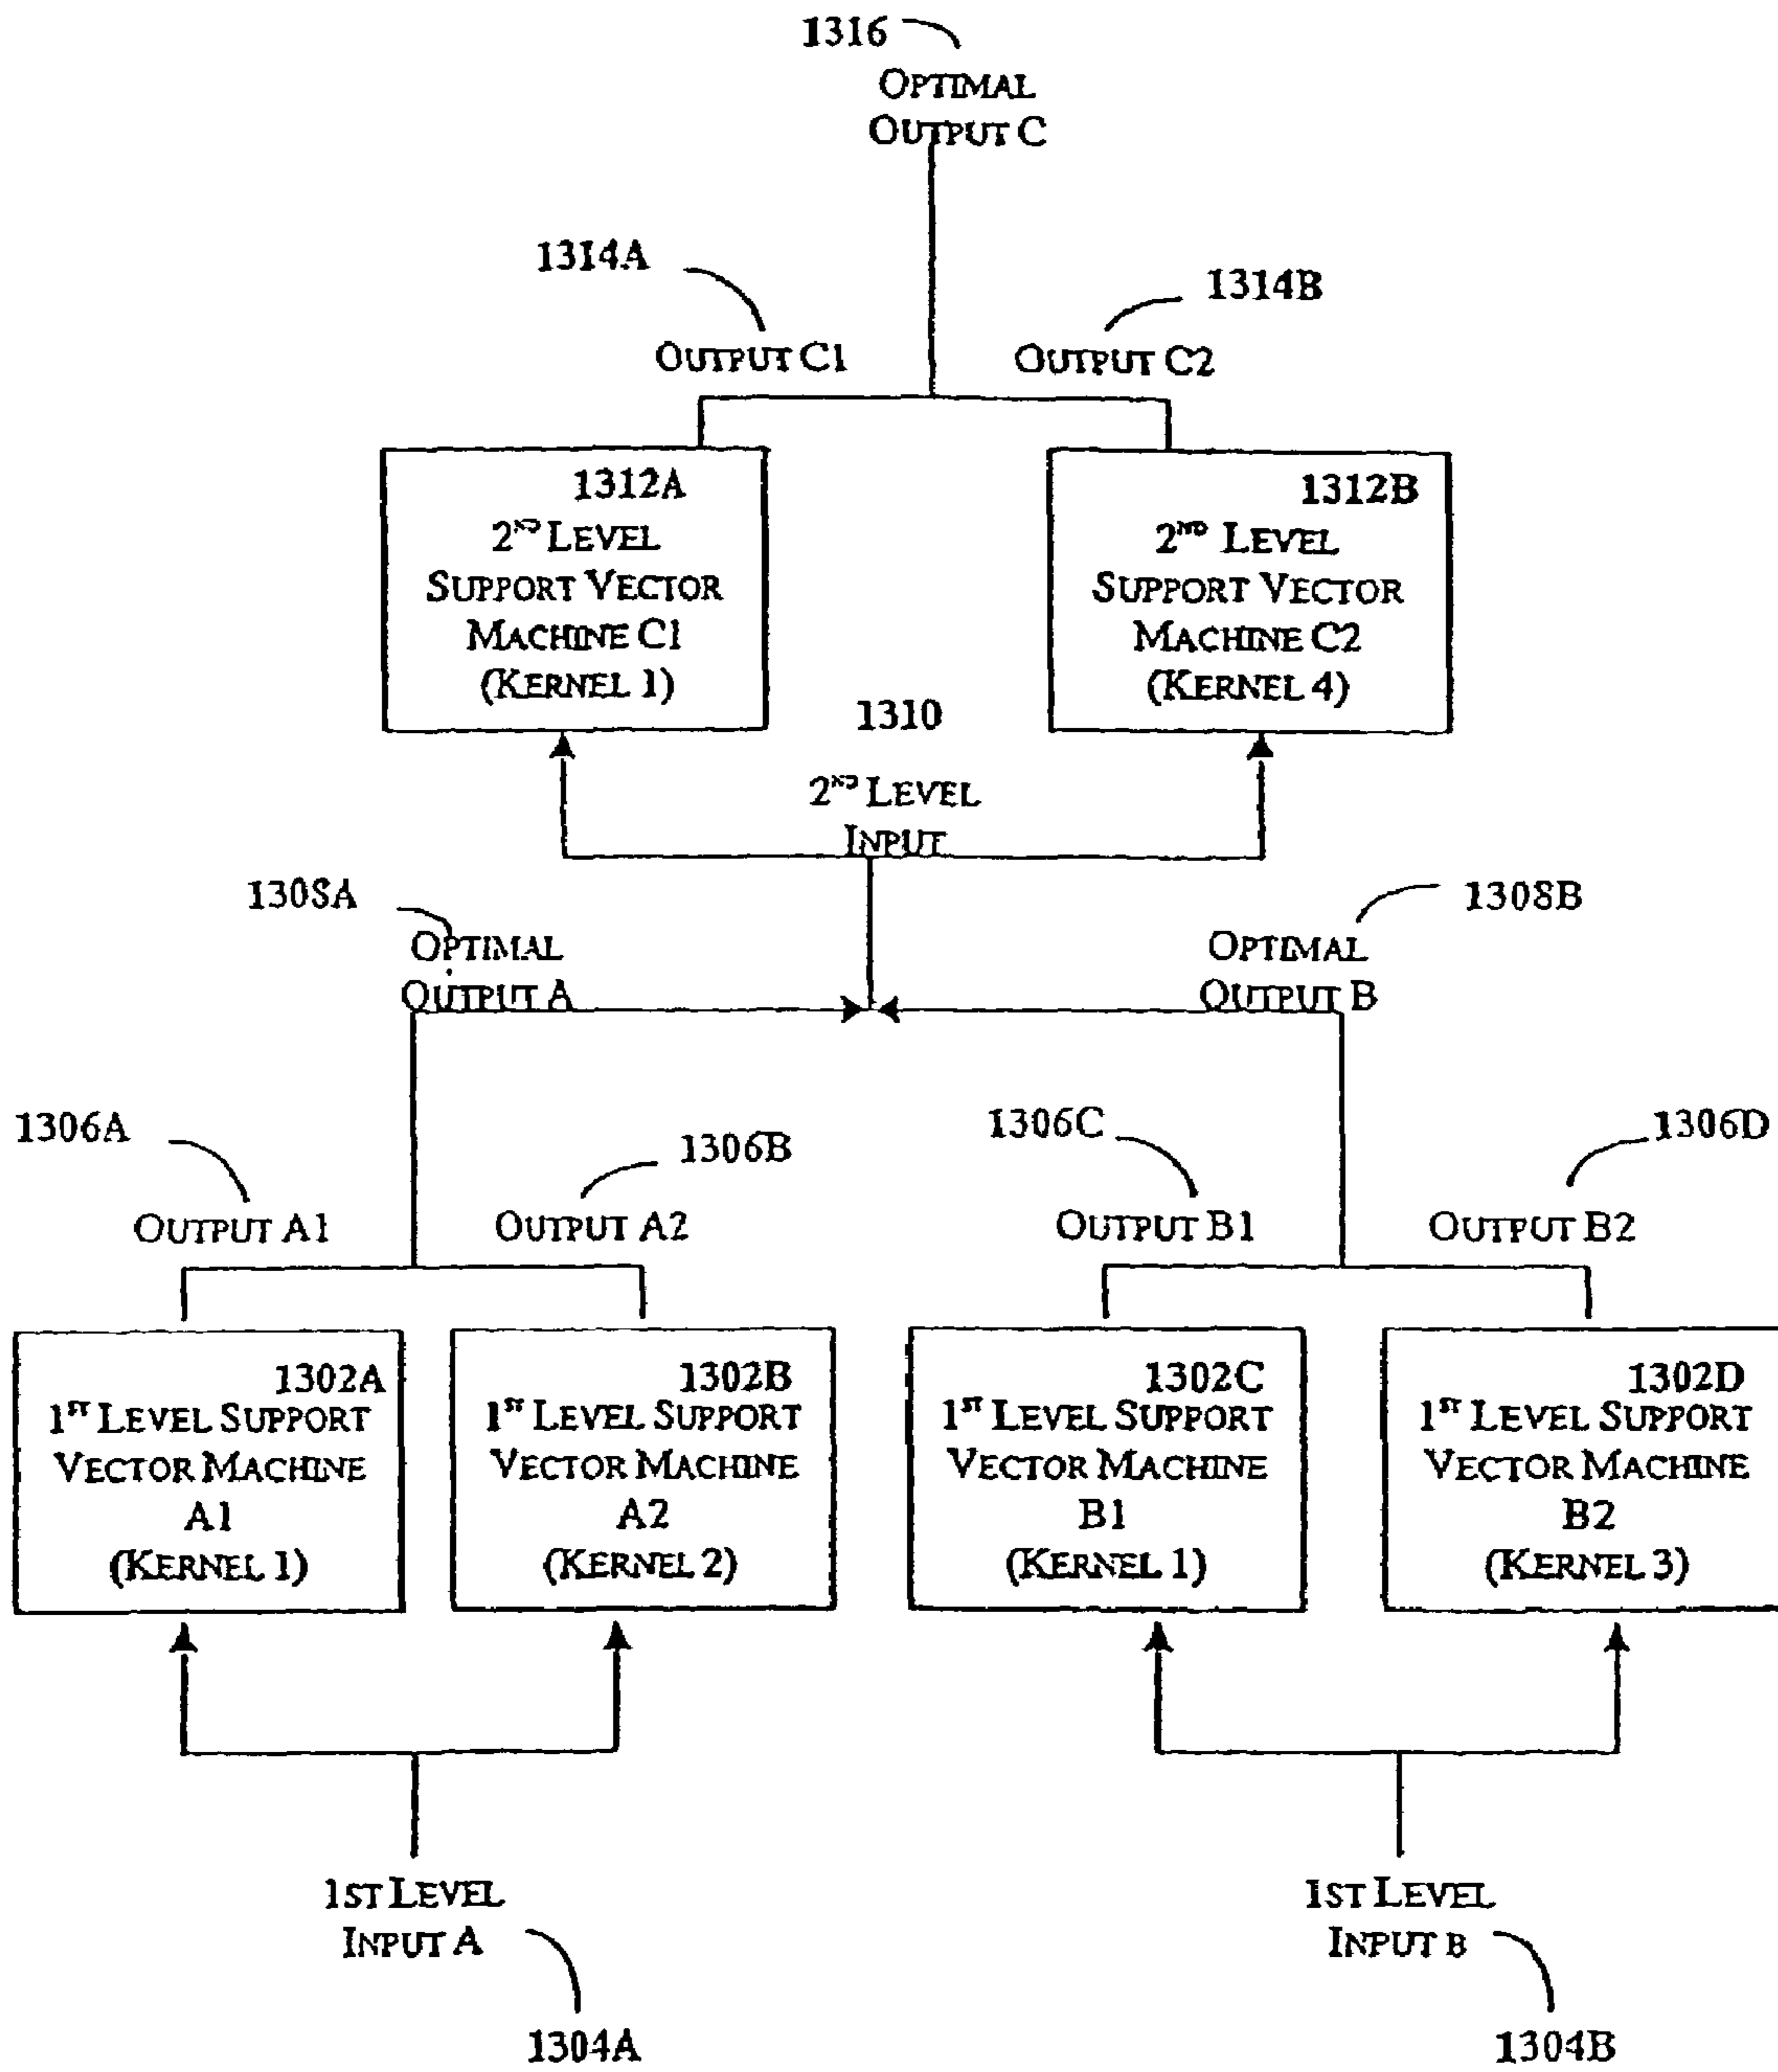 1316
OPTIMAL
OUTPUT C
1314A
1314B
OUTPUT C1
OUTPUT C2
1312A
2ND LEVEL
SUPPORT VECTOR
MACHINE C1
(KERNEL 1)
1312B
2ND LEVEL
SUPPORT VECTOR
MACHINE C2
(KERNEL 4)
1310
2ND LEVEL
INPUT
1308A
OPTIMAL
OUTPUT A
1308B
OPTIMAL
OUTPUT B
1306A
1306B
1306C
1306D
OUTPUT A1
OUTPUT A2
OUTPUT B1
OUTPUT B2
1302A
1ST LEVEL SUPPORT
VECTOR MACHINE
A1
(KERNEL 1)
1302B
1ST LEVEL SUPPORT
VECTOR MACHINE
A2
(KERNEL 2)
1302C
1ST LEVEL SUPPORT
VECTOR MACHINE
B1
(KERNEL 1)
1302D
1ST LEVEL SUPPORT
VECTOR MACHINE
B2
(KERNEL 3)
1ST LEVEL
INPUT A
1304A
1ST LEVEL
INPUT B
1304B